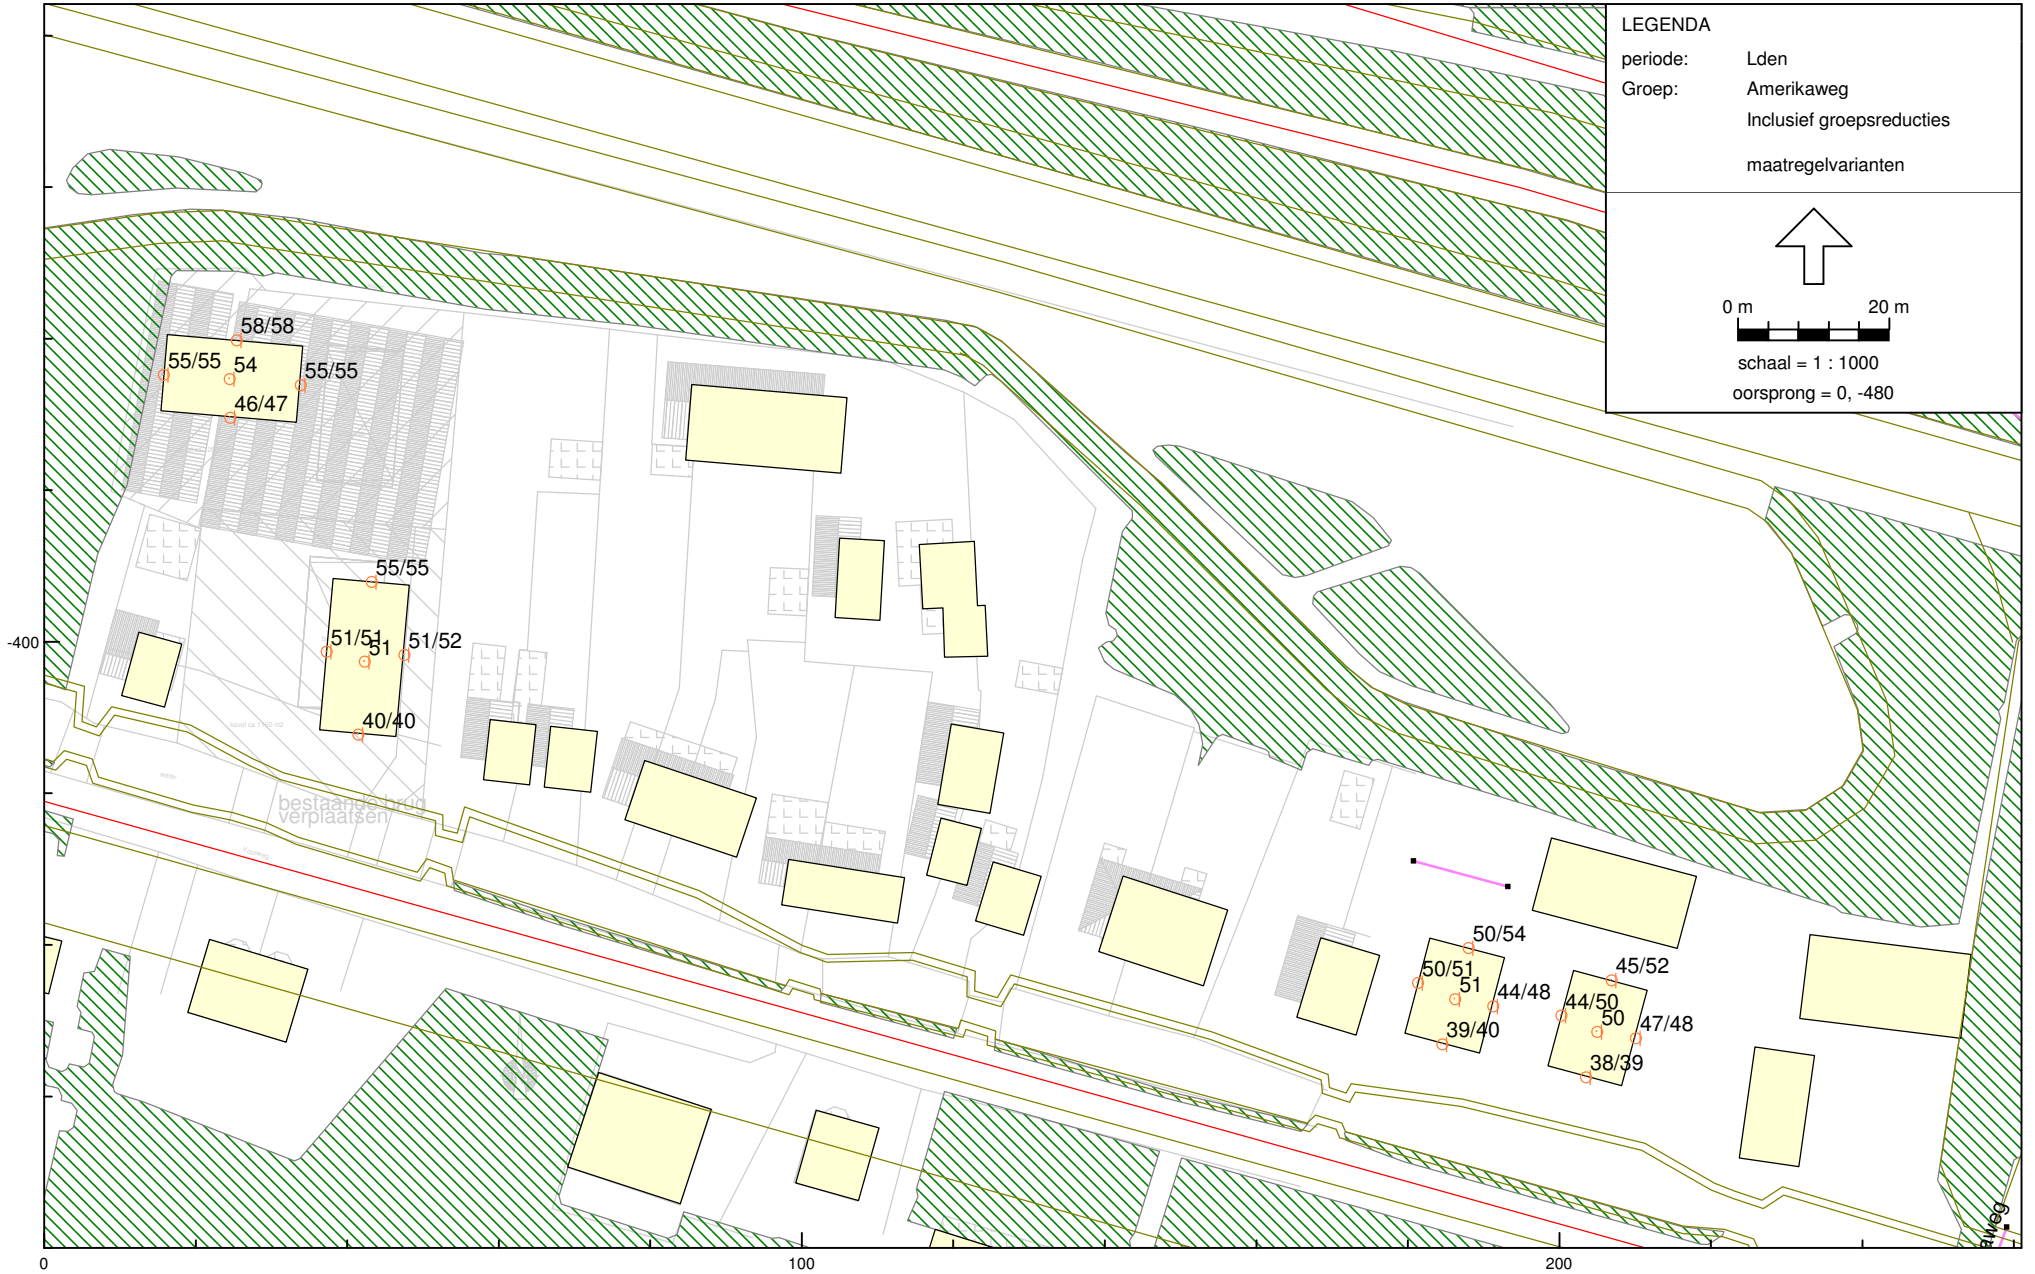 LEGENDA
periode: Lden
Groep: Amerikaweg
Inclusief groepsreducties
maatregelvarianten
0 m 20 m
schaal = 1 : 1000
oorsprong = 0, -480
58/58
55/55 54 55/55
46/47
55/55
-400
51/51 51 51/52
40/40
bestaande brug
verplaatsen
50/54
50/51 51 44/48
39/40
45/52
44/50 50 47/48
38/39
aweg
0 100 200